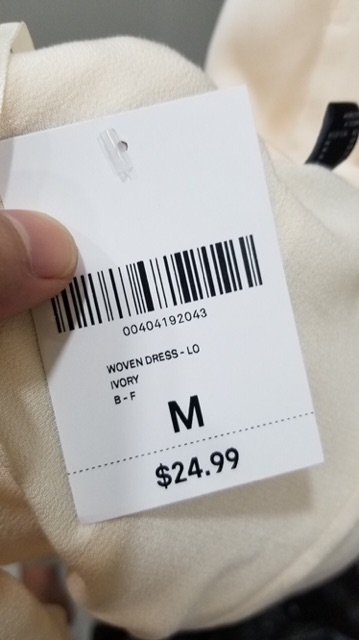 00404192043
WOVEN DRESS - LO
IVORY
B - F
M
$24.99